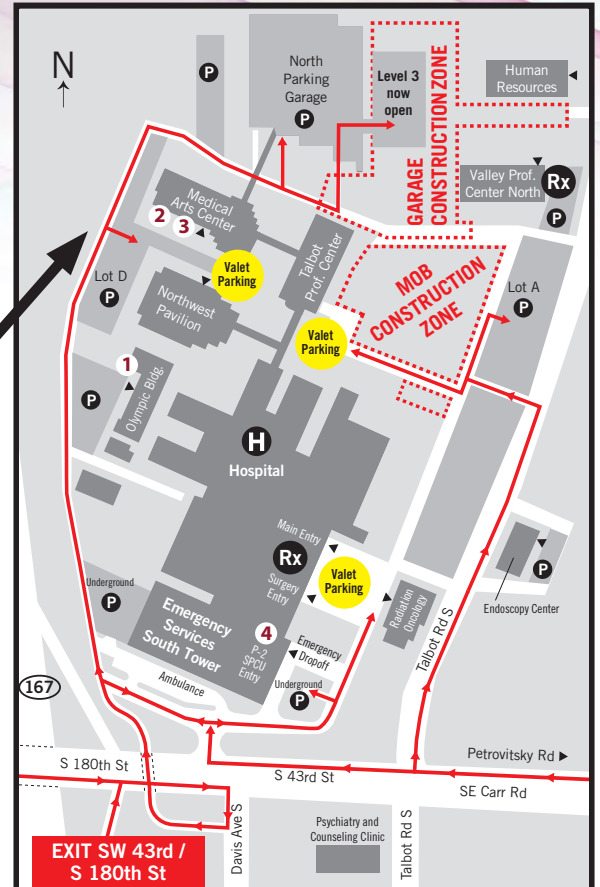 N
P
North
Parking
Garage
P
Level 3
now
open
GARAGE
CONSTRUCTION ZONE
Human
Resources
Valley Prof.
Center North
Rx
P
Medical
Arts Center
2
3
Valet
Parking
Talbot
Prof. Center
MOB
CONSTRUCTION
ZONE
Lot A
P
Lot D
P
Northwest
Pavilion
Valet
Parking
1
Olympic Bldg.
P
H
Hospital
Main Entry
Rx
Surgery
Entry
Valet
Parking
Radiation
Oncology
Talbot Rd S
P
Endoscopy Center
Underground
P
Emergency
Services
South Tower
4
P-2
SPCU
Entry
Emergency
Dropoff
Underground
P
Ambulance
167
S 180th St
S 43rd St
Petrovitsky Rd
SE Carr Rd
Davis Ave S
Psychiatry and
Counseling Clinic
Talbot Rd S
EXIT SW 43rd /
S 180th St